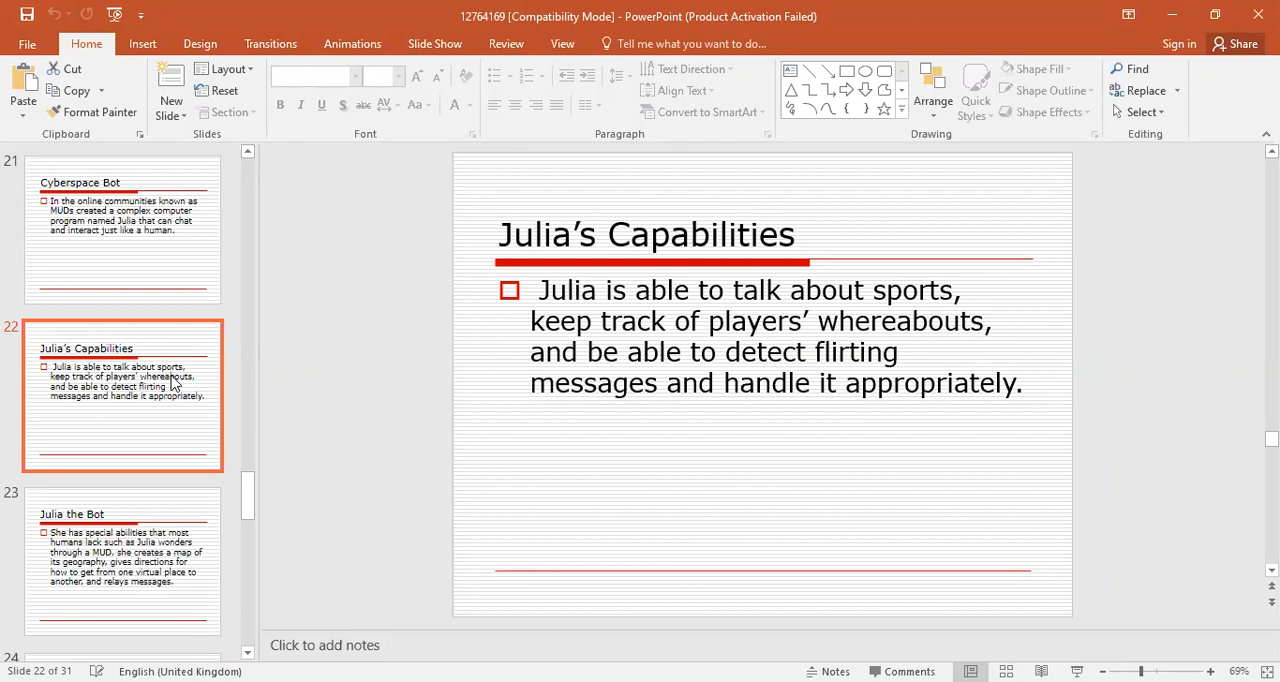 12764169 [Compatibility Mode] - PowerPoint (Product Activation Failed)
File Home Insert Design Transitions Animations Slide Show Review View Tell me what you want to do... Sign in Share
Paste
Cut
Copy
Format Painter
Clipboard
New Slide
Layout
Reset
Section
Slides
B I U S abc AV Aa A
Font
Text Direction
Align Text
Convert to SmartArt
Paragraph
Arrange
Quick Styles
Shape Fill
Shape Outline
Shape Effects
Drawing
Find
Replace
Select
Editing
21
Cyberspace Bot
In the online communities known as
MUDs created a complex computer
program named Julia that can chat
and interact just like a human.
22
Julia's Capabilities
Julia is able to talk about sports,
keep track of players' whereabouts,
and be able to detect flirting
messages and handle it appropriately.
23
Julia the Bot
She has special abilities that most
humans lack such as Julia wonders
through a MUD, she creates a map of
its geography, gives directions for
how to get from one virtual place to
another, and relays messages.
24
Julia's Capabilities
Julia is able to talk about sports,
keep track of players' whereabouts,
and be able to detect flirting
messages and handle it appropriately.
Click to add notes
Slide 22 of 31 English (United Kingdom) Notes Comments 69%